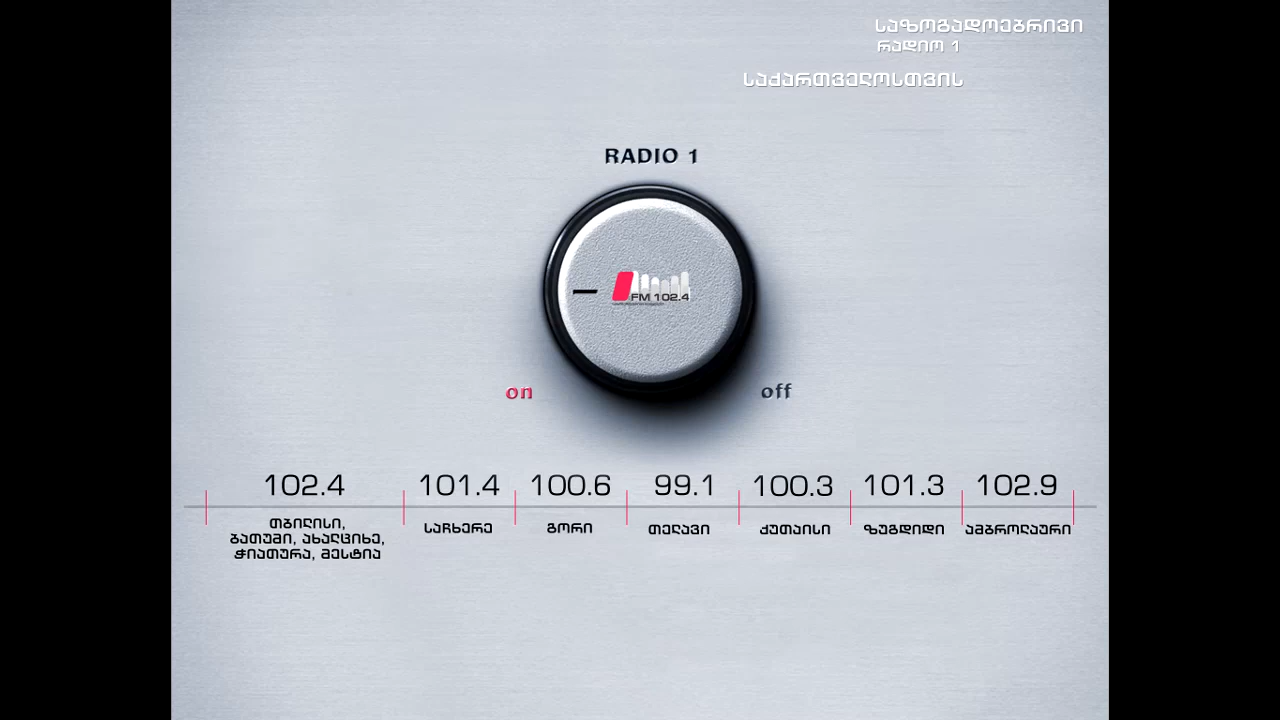 საზოგადოებრივი
რადიო 1
საქართველოსთვის
RADIO 1
FM 102.4
on
off
102.4
თბილისი,
ბათუმი, ახალციხე,
ჭიათურა, მესტია
101.4
საჩხერე
100.6
გორი
99.1
თელავი
100.3
ქუთაისი
101.3
ზუგდიდი
102.9
ამბროლაური